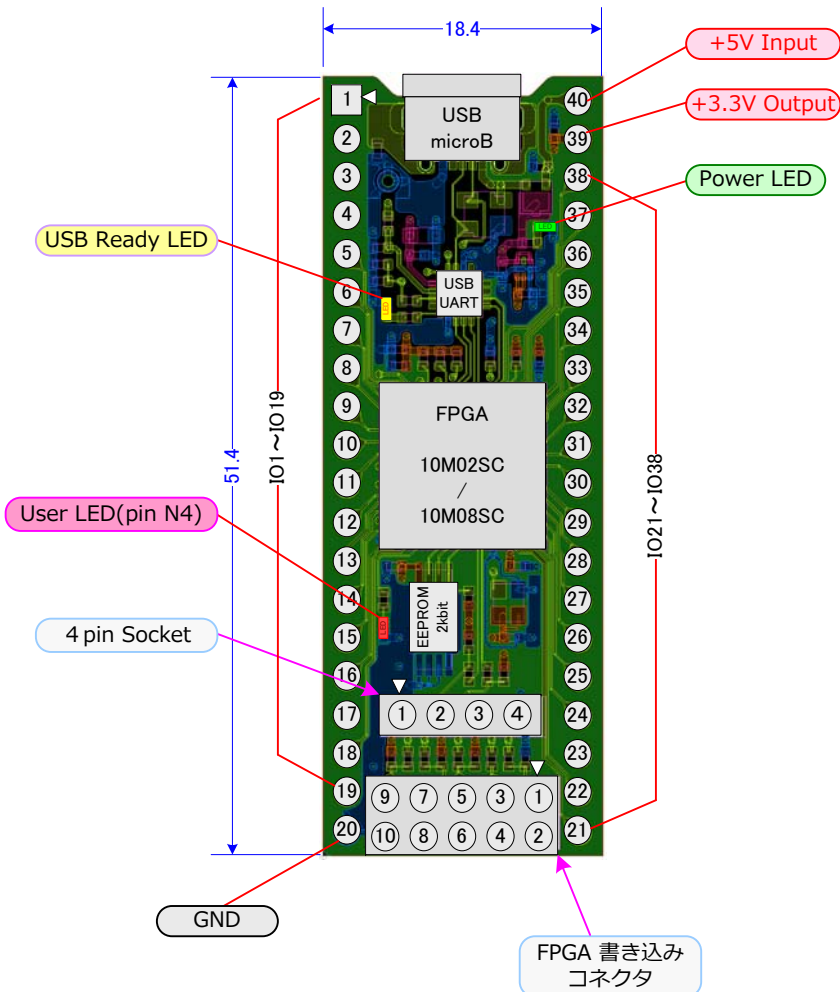 18.4
+5V Input
+3.3V Output
Power LED
USB Ready LED
User LED(pin N4)
4 pin Socket
GND
FPGA 書き込み
コネクタ
51.4
IO1～IO19
IO21～IO38
USB
microB
USB
UART
LED
LED
FPGA
10M02SC
/
10M08SC
EEPROM
2kbit
LED
1
2
3
4
5
6
7
8
9
10
11
12
13
14
15
16
17
18
19
20
40
39
38
37
36
35
34
33
32
31
30
29
28
27
26
25
24
23
22
21
1 2 3 4
9 7 5 3 1
10 8 6 4 2